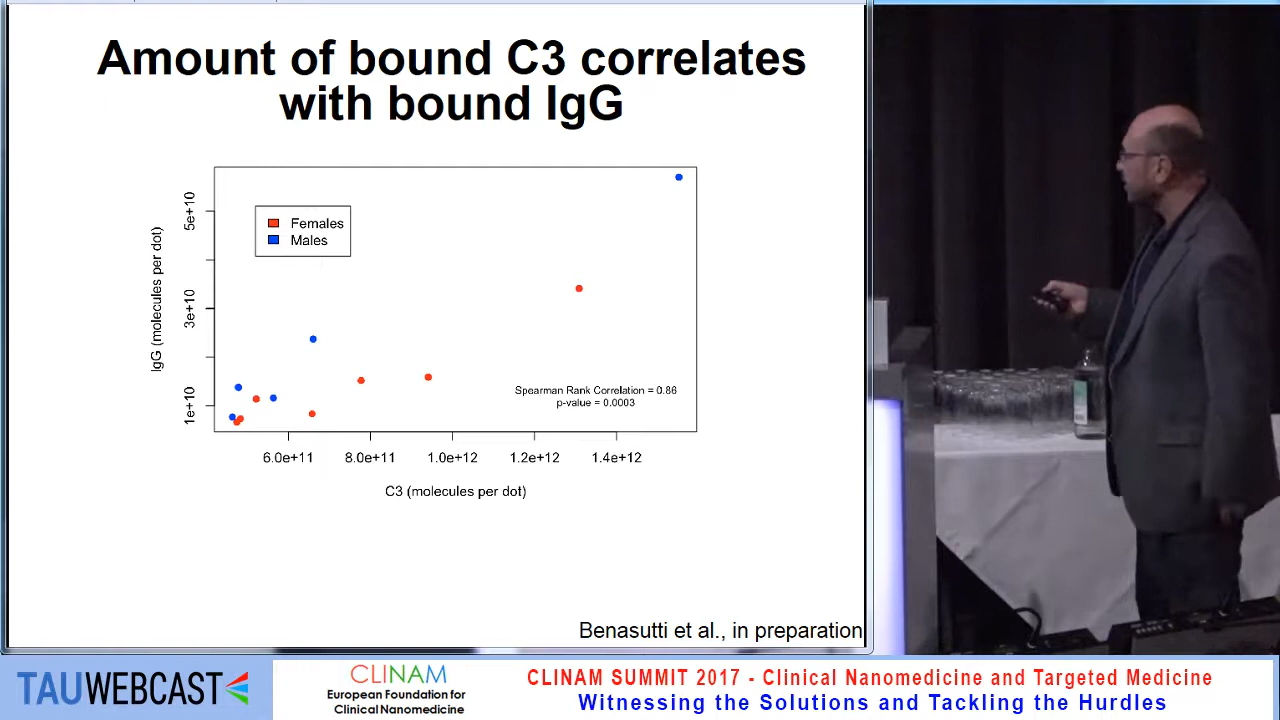 Amount of bound C3 correlates
with bound IgG
Females
Males
IgG (molecules per dot)
5e+10
3e+10
1e+10
Spearman Rank Correlation = 0.86
p-value = 0.0003
6.0e+11 8.0e+11 1.0e+12 1.2e+12 1.4e+12
C3 (molecules per dot)
Benasutti et al., in preparation
TAUWEBCAST
CLINAM
European Foundation for
Clinical Nanomedicine
CLINAM SUMMIT 2017 - Clinical Nanomedicine and Targeted Medicine
Witnessing the Solutions and Tackling the Hurdles